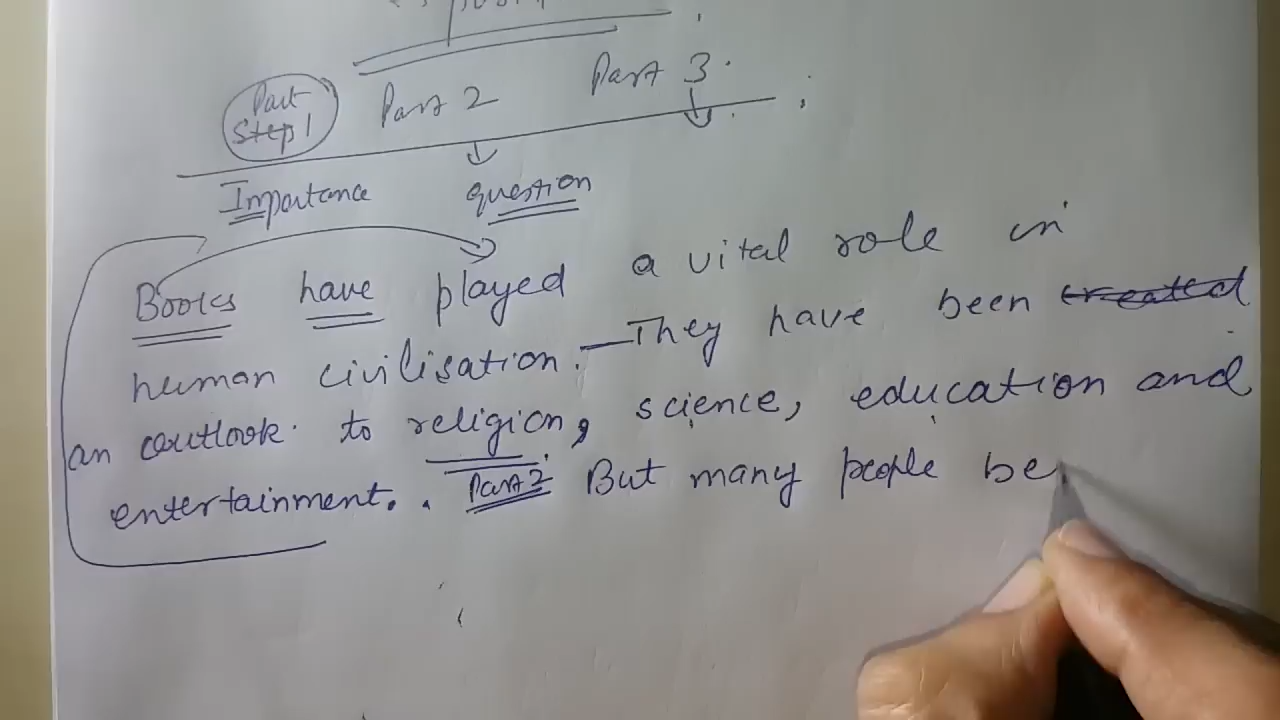 Part 2 Part 3.
Part
Step 1
Importance question
Books have played a vital role in
human civilisation. They have been created
an outlook to religion, science, education and
entertainment. Part 2 But many people be